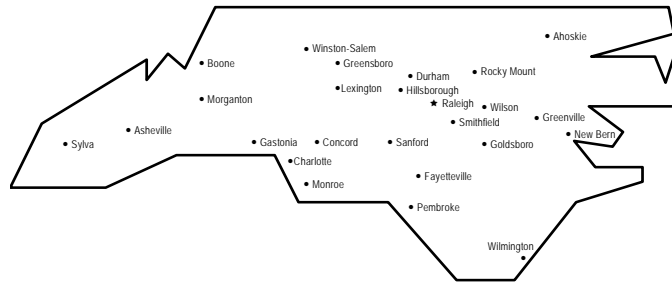 Ahoskie
Winston-Salem
Boone
Greensboro
Rocky Mount
Durham
Lexington
Hillsborough
Morganton
Raleigh
Wilson
Greenville
Smithfield
Asheville
New Bern
Sylva
Gastonia
Concord
Sanford
Goldsboro
Charlotte
Fayetteville
Monroe
Pembroke
Wilmington